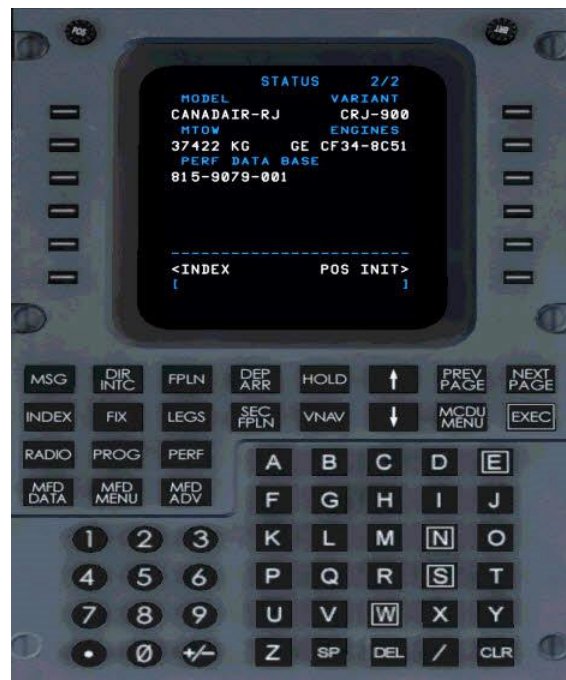 POS
BRT
STATUS 2/2
MODEL VARIANT
CANADAIR-RJ CRJ-900
MTOW ENGINES
37422 KG GE CF34-8C51
PERF DATA BASE
815-9079-001
------------------------
<INDEX POS INIT>
[ ]
MSG DIR INTC FPLN DEP ARR HOLD ↑ PREV PAGE NEXT PAGE
INDEX FIX LEGS SEC FPLN VNAV ↓ MCDU MENU EXEC
RADIO PROG PERF A B C D E
MFD DATA MFD MENU MFD ADV F G H I J
1 2 3 K L M N O
4 5 6 P Q R S T
7 8 9 U V W X Y
• 0 +/- Z SP DEL / CLR